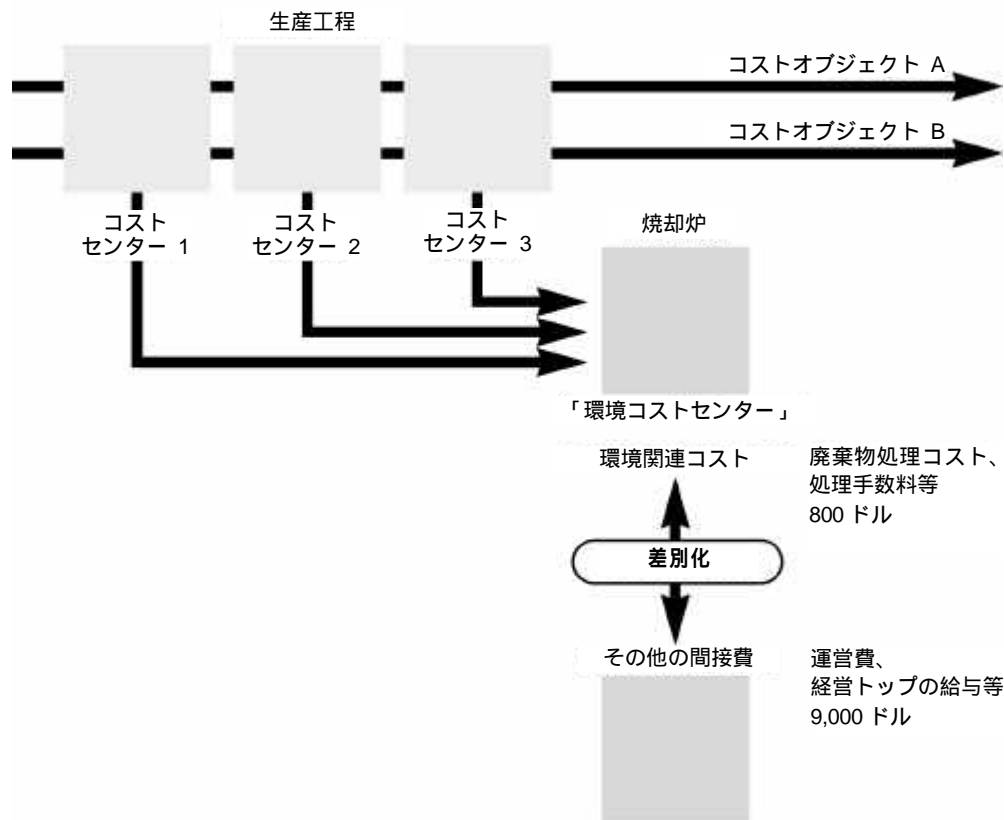 生産工程
コストオブジェクト A
コストオブジェクト B
コスト
センター 1
コスト
センター 2
コスト
センター 3
焼却炉
「環境コストセンター」
環境関連コスト
廃棄物処理コスト、
処理手数料等
800 ドル
差別化
その他の間接費
運営費、
経営トップの給与等
9,000 ドル